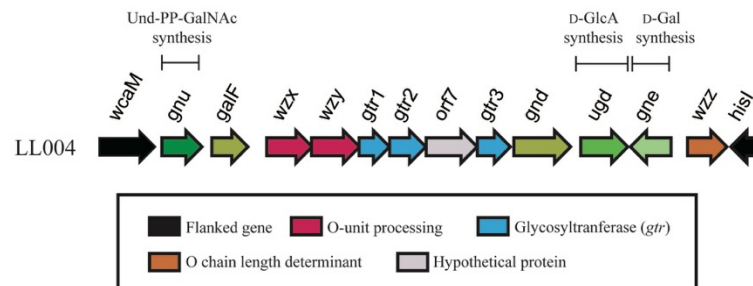 Und-PP-GalNAc
synthesis
D-GlcA
synthesis
D-Gal
synthesis
wcaM
gnu
galF
wzx
wzy
gtr1
gtr2
orf7
gtr3
gnd
ugd
gne
wzz
hisI
LL004
Flanked gene
O-unit processing
Glycosyltranferase (gtr)
O chain length determinant
Hypothetical protein